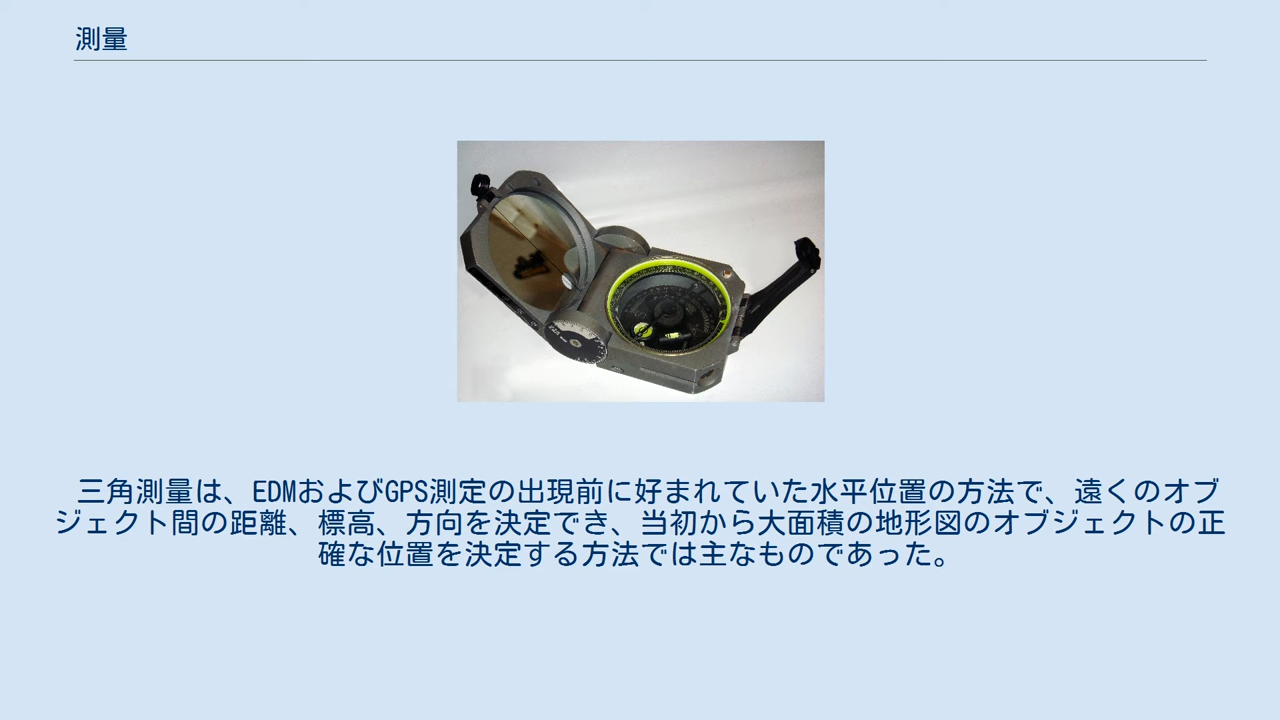 測量
三角測量は、EDMおよびGPS測定の出現前に好まれていた水平位置の方法で、遠くのオブ
ジェクト間の距離、標高、方向を決定でき、当初から大面積の地形図のオブジェクトの正
確な位置を決定する方法では主なものであった。